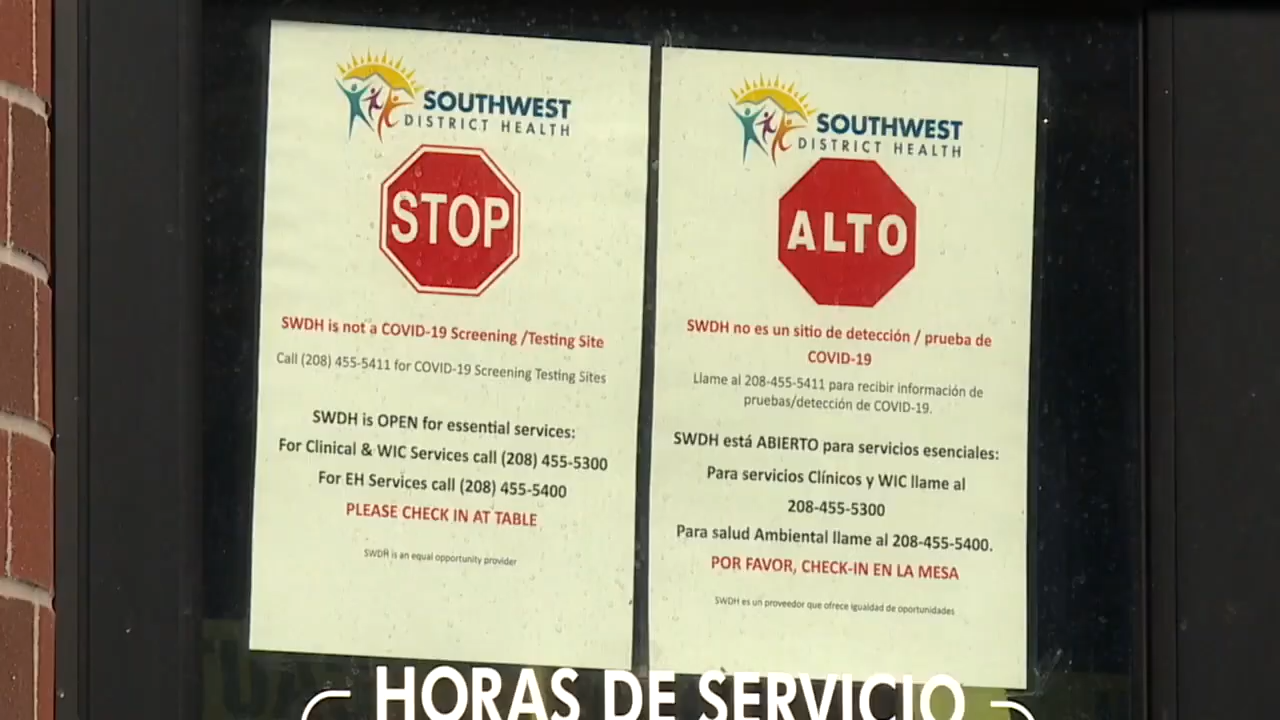 SOUTHWEST
DISTRICT HEALTH
STOP
SWDH is not a COVID-19 Screening /Testing Site
Call (208) 455-5411 for COVID-19 Screening Testing Sites
SWDH is OPEN for essential services:
For Clinical & WIC Services call (208) 455-5300
For EH Services call (208) 455-5400
PLEASE CHECK IN AT TABLE
SWDH is an equal opportunity provider
SOUTHWEST
DISTRICT HEALTH
ALTO
SWDH no es un sitio de detección / prueba de
COVID-19
Llame al 208-455-5411 para recibir información de
pruebas/detección de COVID-19.
SWDH está ABIERTO para servicios esenciales:
Para servicios Clínicos y WIC llame al
208-455-5300
Para salud Ambiental llame al 208-455-5400.
POR FAVOR, CHECK-IN EN LA MESA
SWDH es un proveedor que ofrece igualdad de oportunidades
HORAS DE SERVICIO